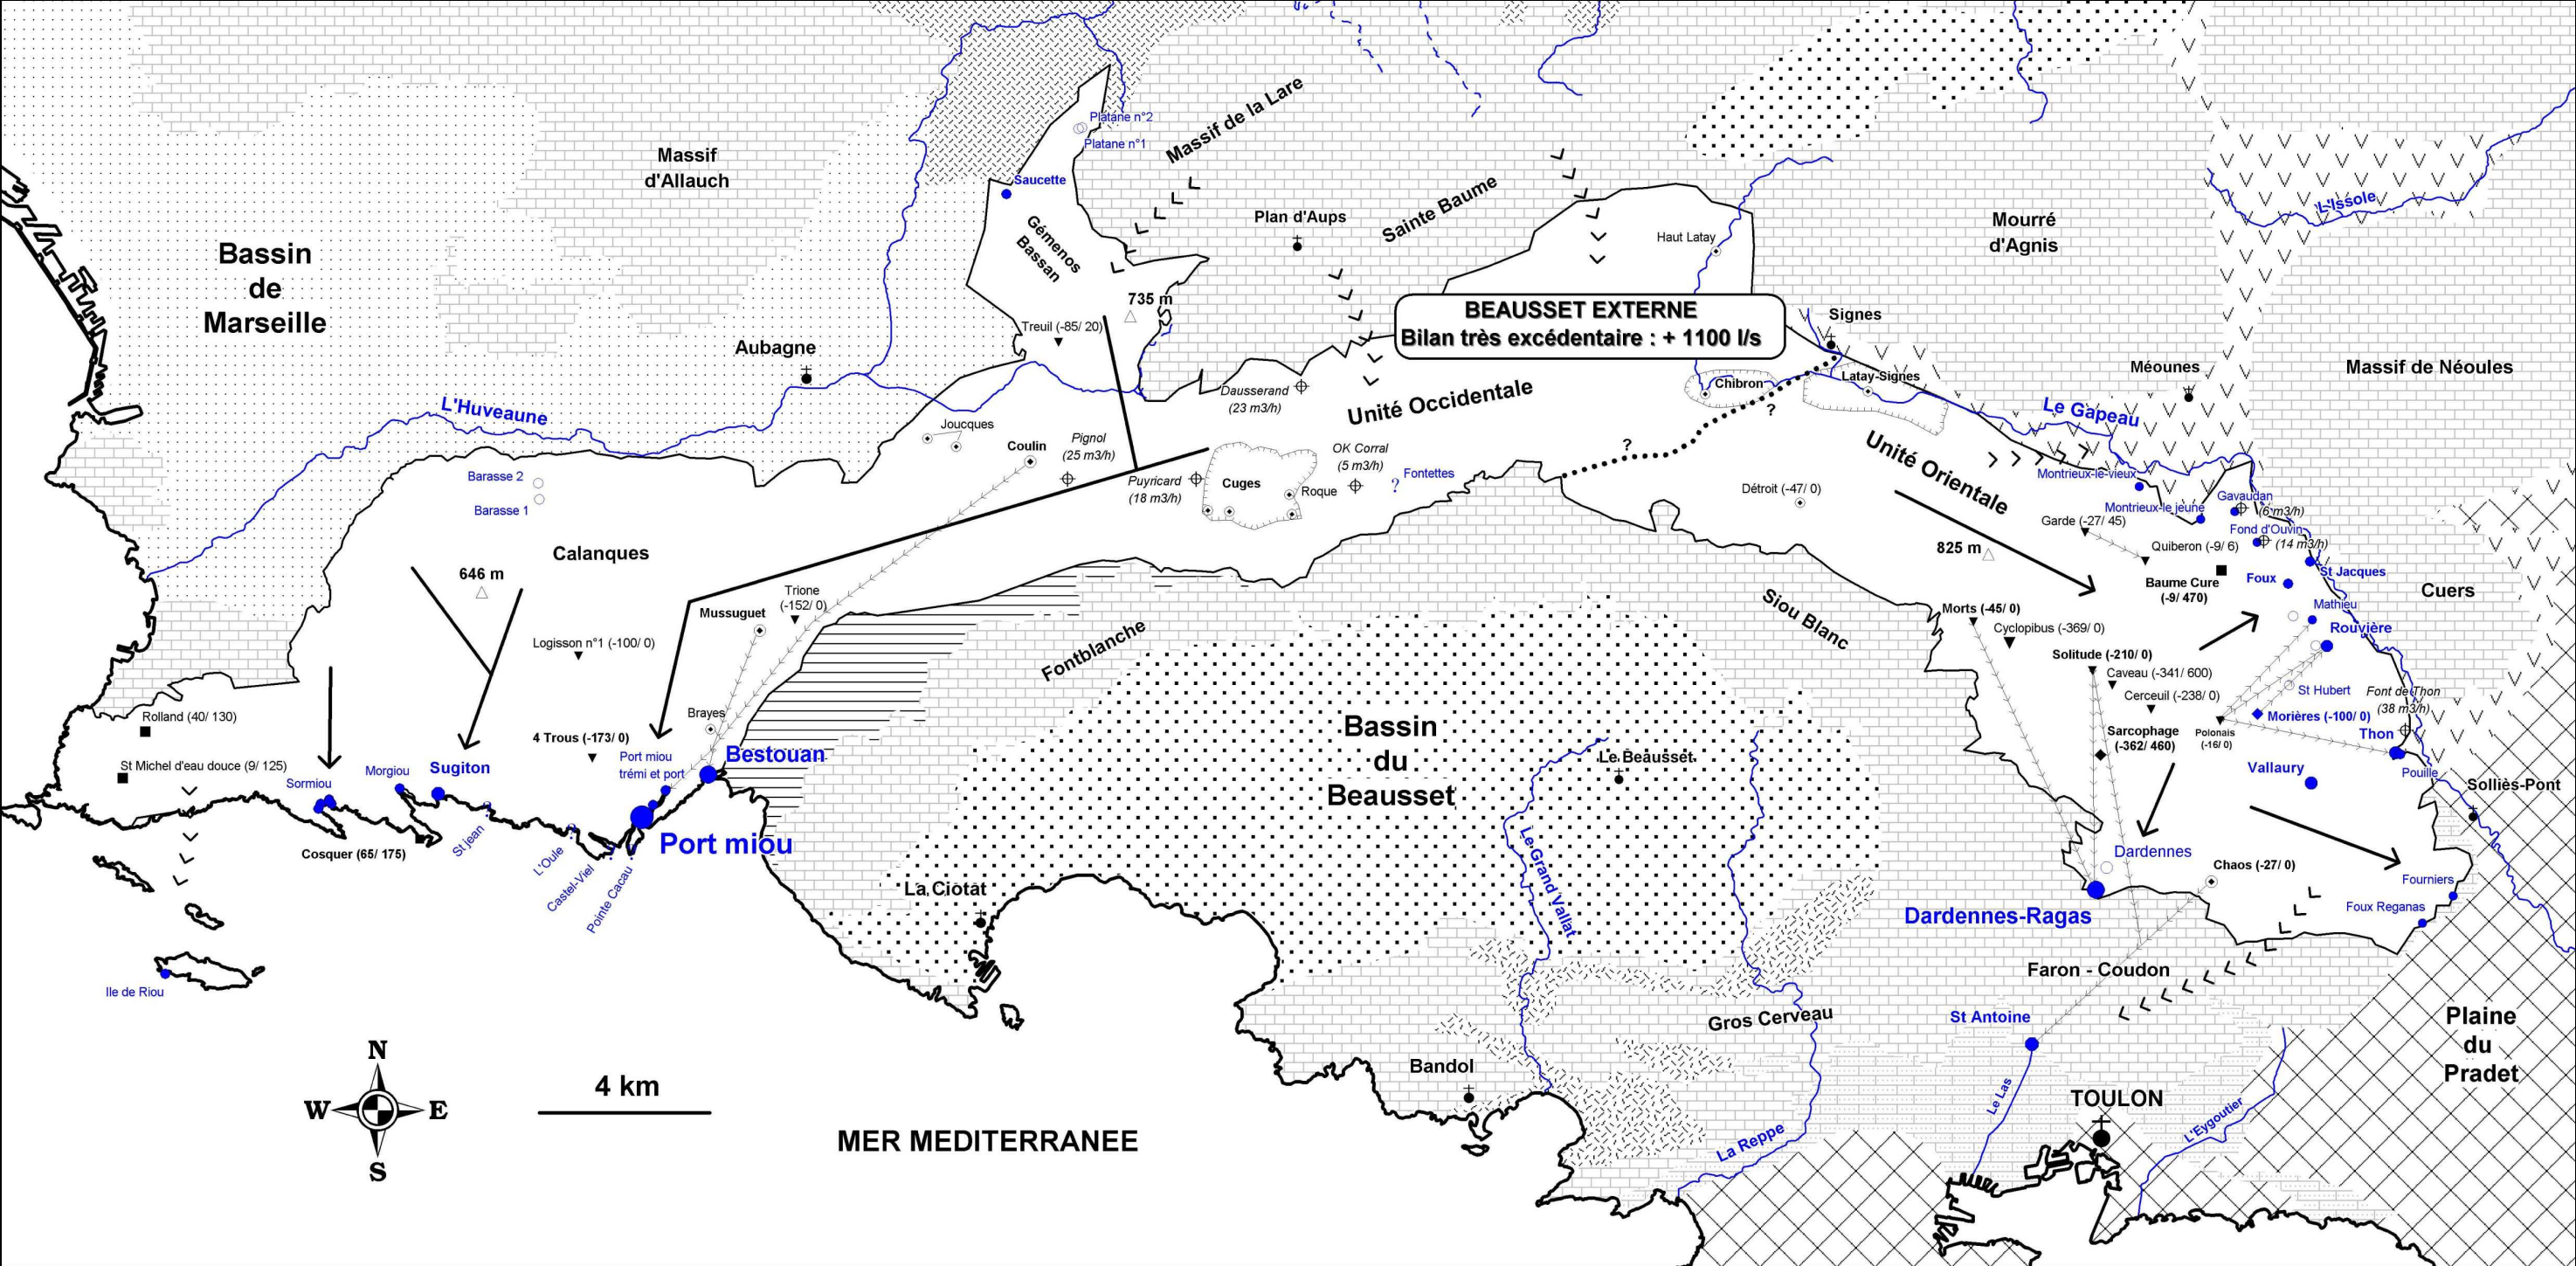 Platane n°2
Platane n°1
Massif de la Lare
Massif
d'Allauch
Saucette
Gémenos
Bassan
Plan d'Aups
Sainte Baume
Haut Latay
Mourré
d'Agnis
L'Issole
Bassin
de
Marseille
735 m
Treuil (-85/ 20)
BEAUSSET EXTERNE
Bilan très excédentaire : + 1100 l/s
Signes
Aubagne
Méounes
Massif de Néoules
Dausserand
(23 m3/h)
Unité Occidentale
Chibron
Latay-Signes
?
L'Huveaune
Le Gapeau
Joucques
Coulin
Pignol
(25 m3/h)
Puyricard
(18 m3/h)
Cuges
Roque
OK Corral
(5 m3/h)
?
Fontettes
?
Unité Orientale
Barasse 2
Barasse 1
Détroit (-47/ 0)
Montrieux-le-vieux
Montrieux-le jeune
Gavaudan
(6 m3/h)
Garde (-27/ 45)
Fond d'Ouvin
(14 m3/h)
Quiberon (-9/ 6)
825 m
Calanques
646 m
Baume Cure
(-9/ 470)
Foux
St Jacques
Cuers
Mathieu
Rouvière
Trione
(-152/ 0)
Mussuguet
Logisson n°1 (-100/ 0)
Fontblanche
Siou Blanc
Morts (-45/ 0)
Cyclopibus (-369/ 0)
Solitude (-210/ 0)
Caveau (-341/ 600)
Cerceuil (-238/ 0)
St Hubert
Font de Thon
(38 m3/h)
Morières (-100/ 0)
Polonais
(-16/ 0)
Sarcophage
(-362/ 460)
Thon
Pouille
Vallaury
Solliès-Pont
Rolland (40/ 130)
St Michel d'eau douce (9/ 125)
Brayes
4 Trous (-173/ 0)
Port miou
trémi et port
Bestouan
Sormiou
Morgiou
Sugiton
Port miou
Cosquer (65/ 175)
St jean
L'Oule
Castel-Viel
Pointe Cacau
Bassin
du
Beausset
Le Beausset
Le Grand Vallat
La Ciotat
Dardennes
Dardennes-Ragas
Chaos (-27/ 0)
Fourniers
Foux Reganas
Ile de Riou
Faron - Coudon
St Antoine
Gros Cerveau
Plaine
du
Pradet
Bandol
N
W
E
S
4 km
MER MEDITERRANEE
Le Las
TOULON
L'Eygoutier
La Reppe